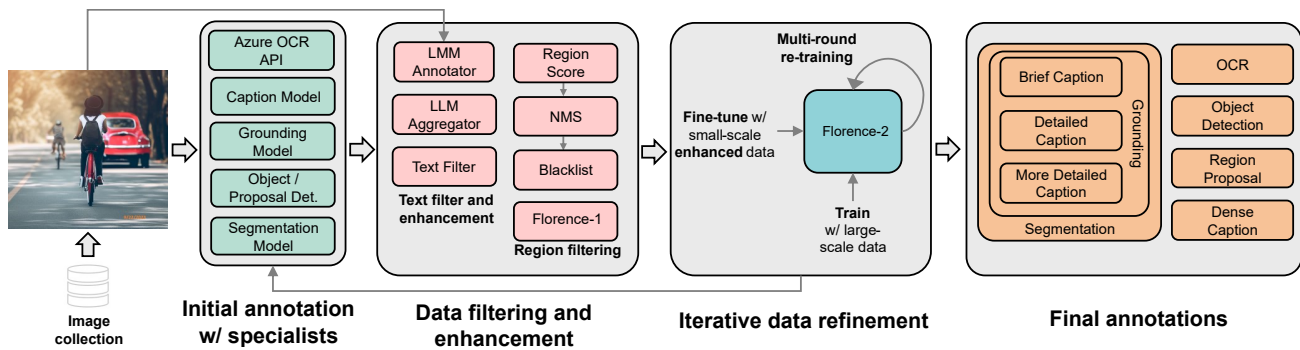 Image
collection
Azure OCR
API
Caption Model
Grounding
Model
Object /
Proposal Det.
Segmentation
Model
Initial annotation
w/ specialists
LMM
Annotator
LLM
Aggregator
Text Filter
Text filter and
enhancement
Region
Score
NMS
Blacklist
Florence-1
Region filtering
Data filtering and
enhancement
Multi-round
re-training
Fine-tune w/
small-scale
enhanced data
Florence-2
Train
w/ large-
scale data
Iterative data refinement
Brief Caption
Detailed
Caption
More Detailed
Caption
Grounding
Segmentation
OCR
Object
Detection
Region
Proposal
Dense
Caption
Final annotations